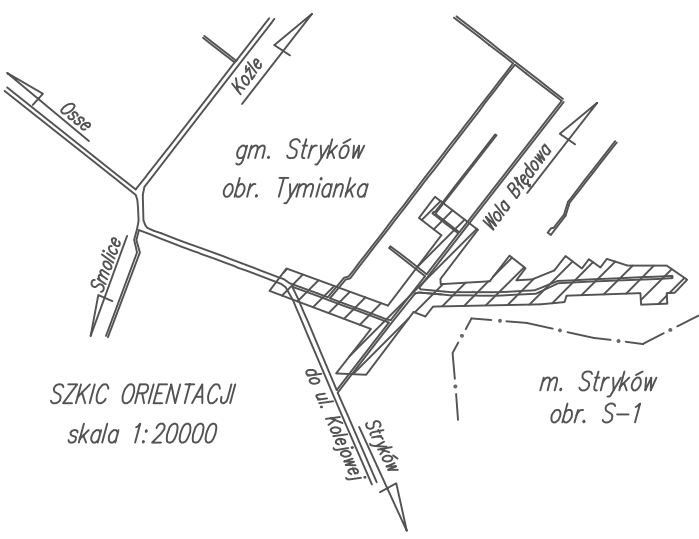 Koźle
Osse
gm. Stryków
obr. Tymianka
Wola Błędowa
Smolice
SZKIC ORIENTACJI
skala 1:20000
do ul. Kolejowej
Stryków
m. Stryków
obr. S-1